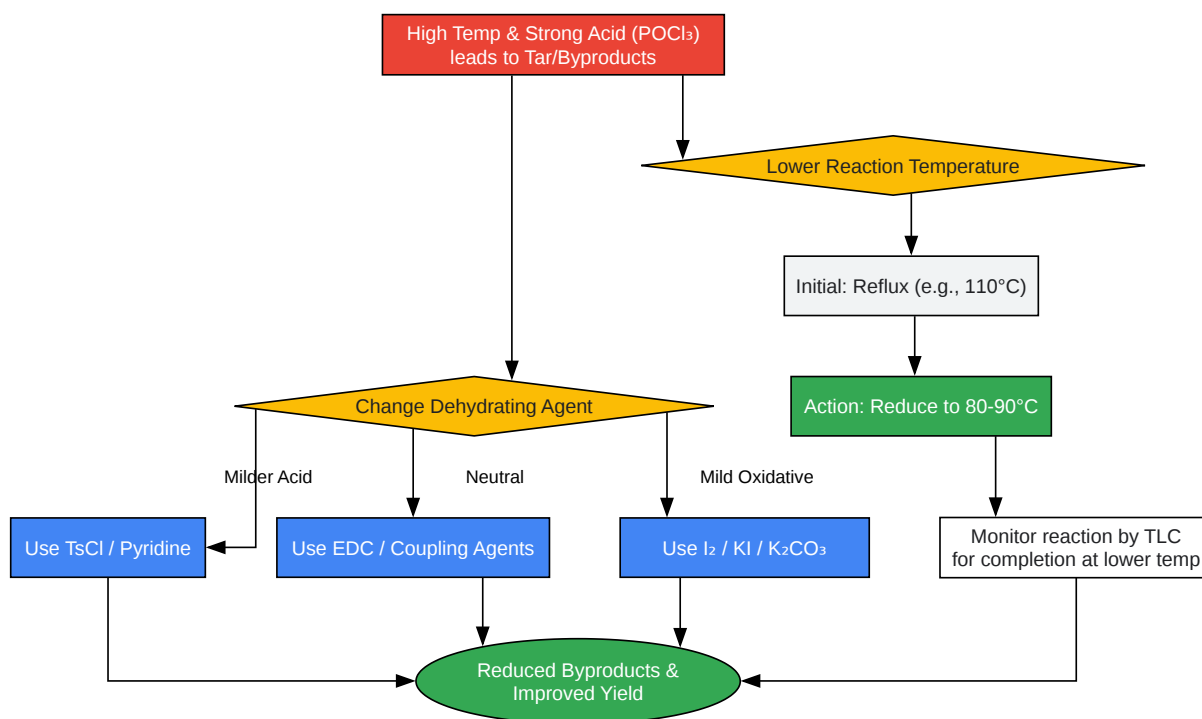 High Temp & Strong Acid (POCl₃)
leads to Tar/Byproducts
Lower Reaction Temperature
Initial: Reflux (e.g., 110°C)
Change Dehydrating Agent
Action: Reduce to 80-90°C
Milder Acid
Neutral
Mild Oxidative
Use TsCl / Pyridine
Use EDC / Coupling Agents
Use I₂ / KI / K₂CO₃
Monitor reaction by TLC
for completion at lower temp
Reduced Byproducts &
Improved Yield